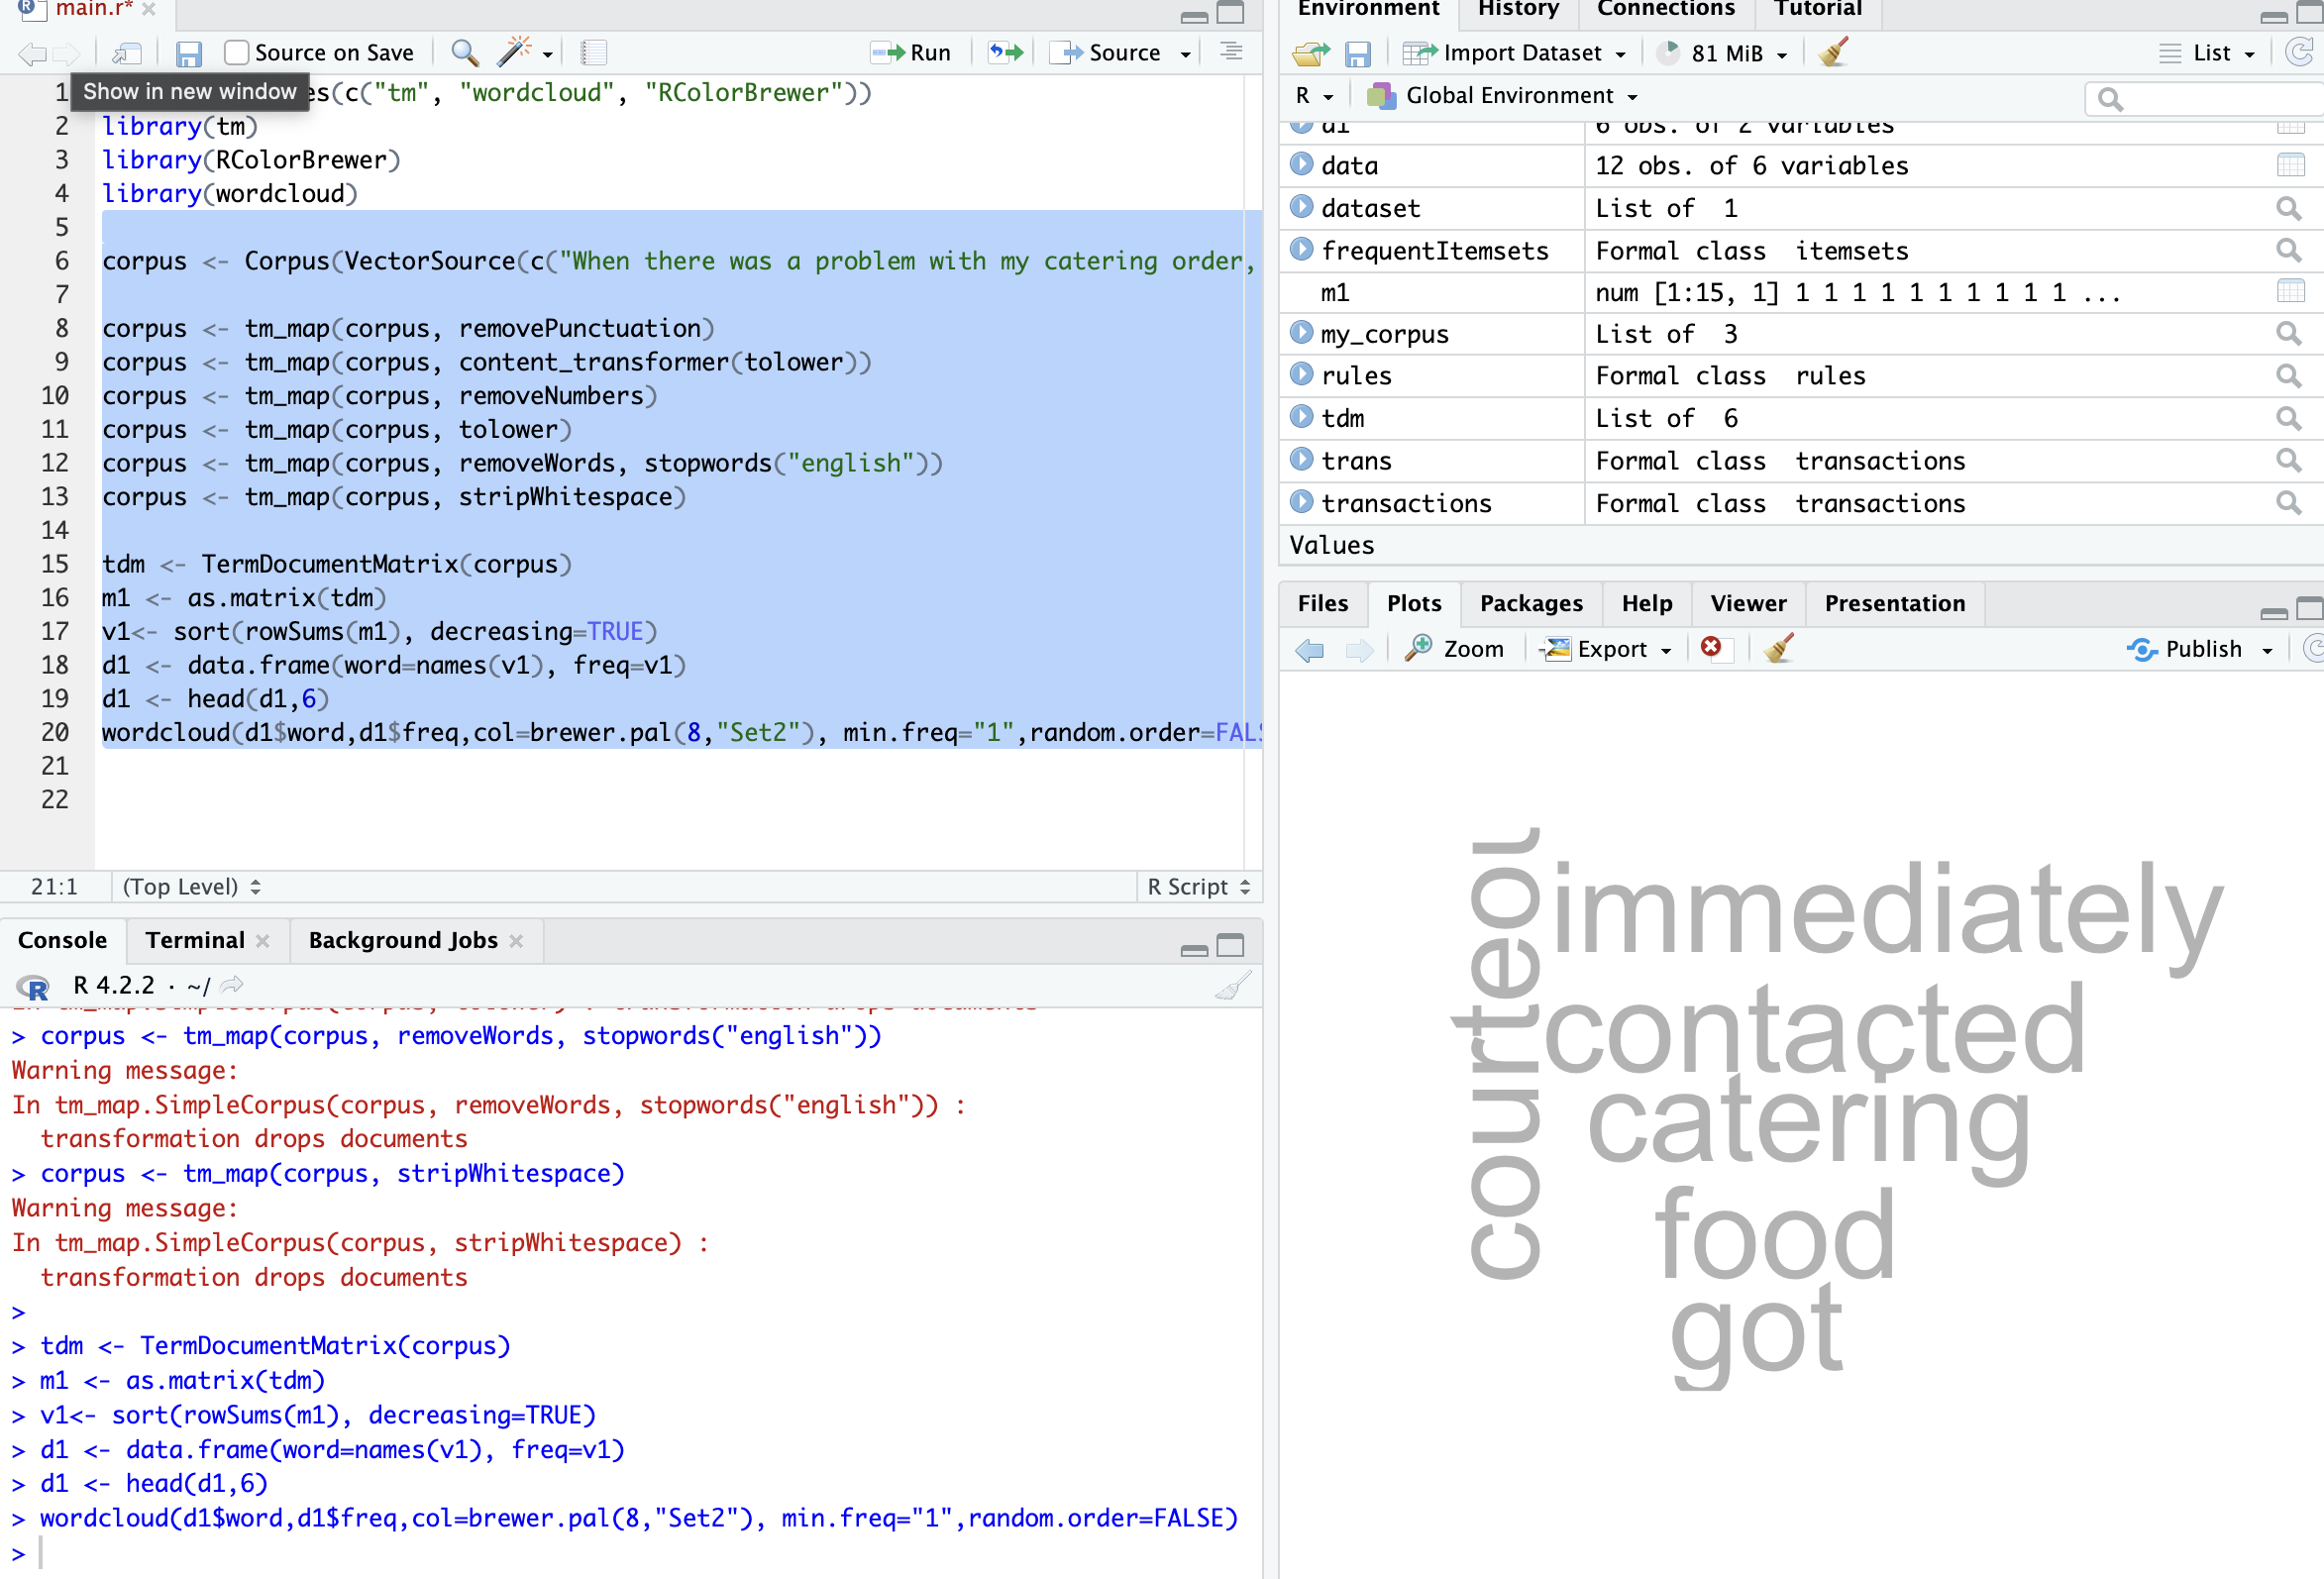 main.r*
Source on Save
Run
Source
Show in new window
1 es(c("tm", "wordcloud", "RColorBrewer"))
2 library(tm)
3 library(RColorBrewer)
4 library(wordcloud)
5
6 corpus <- Corpus(VectorSource(c("When there was a problem with my catering order,
7
8 corpus <- tm_map(corpus, removePunctuation)
9 corpus <- tm_map(corpus, content_transformer(tolower))
10 corpus <- tm_map(corpus, removeNumbers)
11 corpus <- tm_map(corpus, tolower)
12 corpus <- tm_map(corpus, removeWords, stopwords("english"))
13 corpus <- tm_map(corpus, stripWhitespace)
14
15 tdm <- TermDocumentMatrix(corpus)
16 m1 <- as.matrix(tdm)
17 v1<- sort(rowSums(m1), decreasing=TRUE)
18 d1 <- data.frame(word=names(v1), freq=v1)
19 d1 <- head(d1,6)
20 wordcloud(d1$word,d1$freq,col=brewer.pal(8,"Set2"), min.freq="1",random.order=FALS
21
22
21:1 (Top Level) R Script
Console Terminal Background Jobs
R 4.2.2 · ~/
In tm_map.SimpleCorpus(corpus, tolower) : transformation drops documents
> corpus <- tm_map(corpus, removeWords, stopwords("english"))
Warning message:
In tm_map.SimpleCorpus(corpus, removeWords, stopwords("english")) :
transformation drops documents
> corpus <- tm_map(corpus, stripWhitespace)
Warning message:
In tm_map.SimpleCorpus(corpus, stripWhitespace) :
transformation drops documents
>
> tdm <- TermDocumentMatrix(corpus)
> m1 <- as.matrix(tdm)
> v1<- sort(rowSums(m1), decreasing=TRUE)
> d1 <- data.frame(word=names(v1), freq=v1)
> d1 <- head(d1,6)
> wordcloud(d1$word,d1$freq,col=brewer.pal(8,"Set2"), min.freq="1",random.order=FALSE)
>
Environment History Connections Tutorial
Import Dataset 81 MiB List
R Global Environment
d1 6 obs. of 2 variables
data 12 obs. of 6 variables
dataset List of 1
frequentItemsets Formal class itemsets
m1 num [1:15, 1] 1 1 1 1 1 1 1 1 1 1 ...
my_corpus List of 3
rules Formal class rules
tdm List of 6
trans Formal class transactions
transactions Formal class transactions
Values
Files Plots Packages Help Viewer Presentation
Zoom Export Publish
courteou
immediately
contacted
catering
food
got